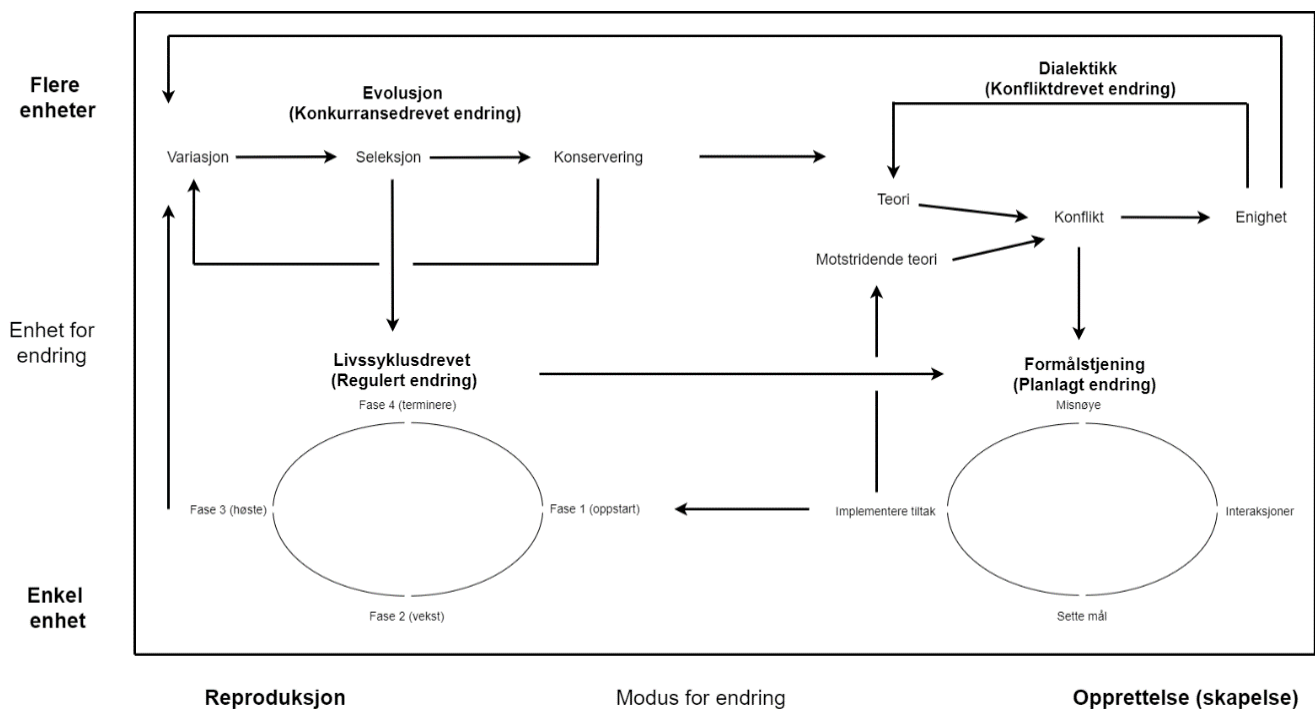 Flere
enheter
Evolusjon
(Konkurransedrevet endring)
Dialektikk
(Konfliktdrevet endring)
Variasjon
Seleksjon
Konservering
Teori
Konflikt
Enighet
Motstridende teori
Enhet for
endring
Livssyklusdrevet
(Regulert endring)
Fase 4 (terminere)
Formålstjening
(Planlagt endring)
Misnøye
Fase 3 (høste)
Fase 1 (oppstart)
Implementere tiltak
Interaksjoner
Enkel
enhet
Fase 2 (vekst)
Sette mål
Reproduksjon
Modus for endring
Opprettelse (skapelse)